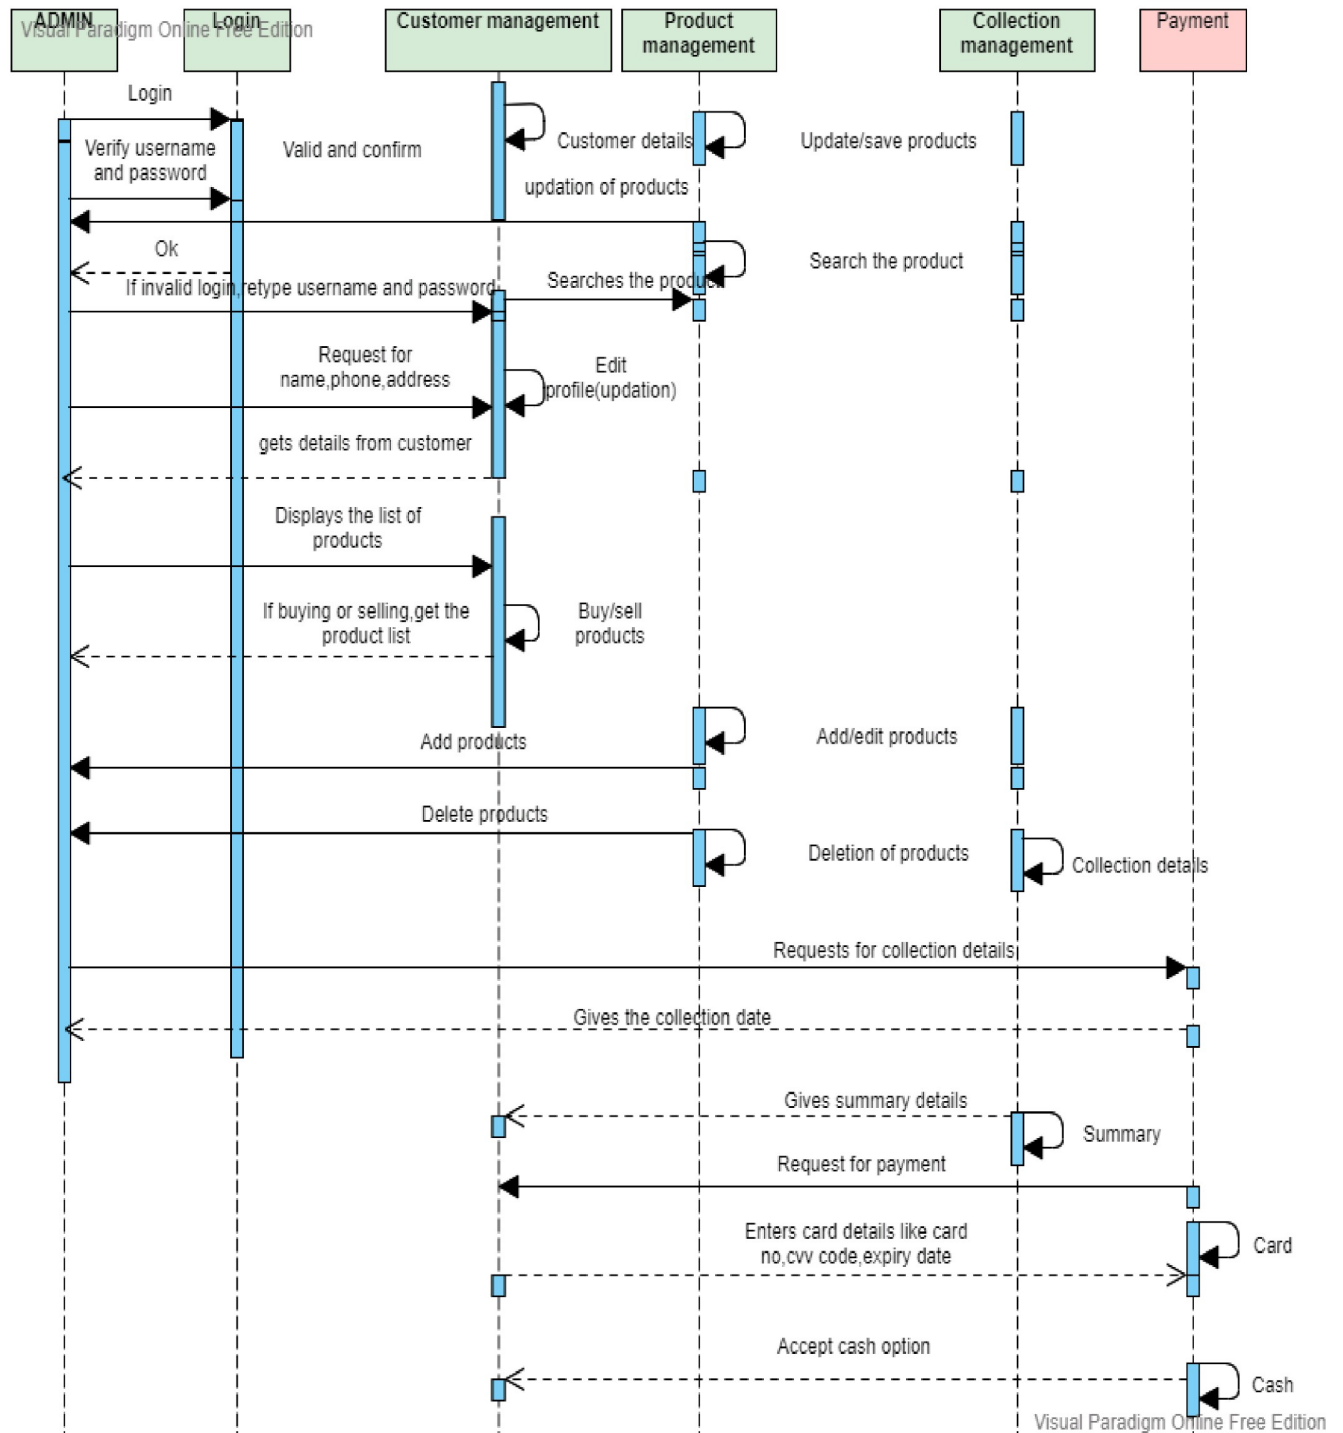 ADMIN
Login
Customer management
Product
management
Collection
management
Payment
Visual Paradigm Online Free Edition
Login
Verify username
and password
Valid and confirm
Customer details
Update/save products
updation of products
Ok
Search the product
If invalid login,retype username and password
Searches the product
Request for
name,phone,address
Edit
profile(updation)
gets details from customer
Displays the list of
products
If buying or selling,get the
product list
Buy/sell
products
Add products
Add/edit products
Delete products
Deletion of products
Collection details
Requests for collection details
Gives the collection date
Gives summary details
Summary
Request for payment
Enters card details like card
no,cvv code,expiry date
Card
Accept cash option
Cash
Visual Paradigm Online Free Edition